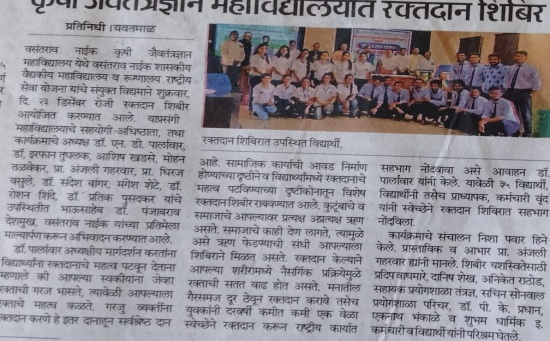 कृषी जैवतंत्रज्ञान महाविद्यालयात रक्तदान शिबिर
प्रतिनिधी।यवतमाळ
वसंतराव नाईक कृषी जैवतंत्रज्ञान
महाविद्यालय येथे वसंतराव नाईक शासकीय
वैद्यकीय महाविद्यालय व रूग्णालय राष्ट्रीय
सेवा योजना यांचे संयुक्त विद्यमाने शुक्रवार,
दि. २३ डिसेंबर रोजी रक्तदान शिबीर
आयोजित करण्यात आले. याप्रसंगी
महाविद्यालयाचे सहयोगी-अधिष्ठाता, तथा
कार्यक्रमाचे अध्यक्ष डॉ. एन. डी. पार्लावार,
डॉ. इरफान तुपलक, आशिष खडसे, मोहन
तळवेकर, प्रा. अंजली गहरवार, प्रा. धिरज
वसुले, डॉ. संदेश बांगर, मंगेश शेटे, डॉ.
रोशन शिदि, डॉ. प्रतिक पुसदकर यांचे
उपस्थितीत भाऊसाहेब डॉ. पंजाबराव
देशमुख, वसंतराव नाईक यांच्या प्रतिमेला
माल्यार्पण करून अभिवादन करण्यात आले.
डॉ. पार्लावार अध्यक्षीय मार्गदर्शन करतांना
विद्यार्थ्यांना रक्तदानाचे महत्व पटवून देताना
म्हणाले की आपल्या स्वकीयांना जेव्हा
रक्ताची गरज भासते, त्यावेळी आपल्याला
रक्ताचे महत्व कळते. गरजु व्यक्तींना
रक्तदान करणे हे इतर दानाहून सर्वश्रेष्ठ दान
रक्तदान शिबिरात उपस्थित विद्यार्थी.
आहे. सामाजिक कार्याची आवड निर्माण
होण्याच्या दृष्टीने व विद्यार्थ्यांमध्ये रक्तदानाचे
महत्व पटविण्याच्या दृष्टीकोनातून विशेष
रक्तदान शिबीर राबवण्यात आले. कुटुंबाचे व
समाजाचे आपल्यावर प्रत्यक्ष अप्रत्यक्ष ऋण
असते. समाजाचे काही देण लागते, त्यामुळे
असे ऋण फेडण्याची संधी आपल्याला
शिबिराने मिळत असते. रक्तदान केल्याने
आपल्या शरीरामध्ये नैसर्गिक प्रक्रियेमुळे
रक्ताची सतत वाढ होत असते. मनातील
गैरसमज दूर ठेवून रक्तदान करावे तसेच
युवकांनी दरवर्षी कमीत कमी एक वेळा
स्वेच्छेने रक्तदान करून राष्ट्रीय कार्यात
सहभाग नोंदवावा असे आवाहन डॉ.
पार्लावार यांनी केले. यावेळी ३५ विद्यार्थी,
विद्यार्थीनी तसेच प्राध्यापक, कर्मचारी वृंद
यांनी स्वेच्छेने रक्तदान शिबिरात सहभाग
नोंदविला.
कार्यक्रमाचे संचालन निशा पवार हिने
केले. प्रास्ताविक व आभार प्रा. अंजली
गहरवार ह्यांनी मानले. शिबीर यशस्वितेसाठी
प्रदिप वाघमारे, दानिष शेख, अनिकेत राठोड,
सहायक प्रयोगशाळा तंत्रज्ञ, सचिन सोनवाल
प्रयोगशाळा परिचर, डॉ. पी. के. प्रधान,
एकनाथ भंकाळे व शुभम धार्मिक इ.
कर्मचारी व विद्यार्थी यांनी परिश्रम घेतले.